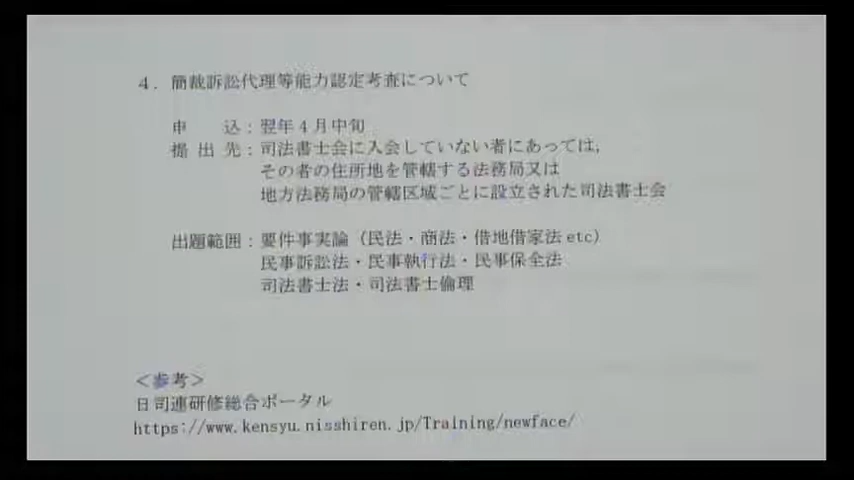 4．簡裁訴訟代理等能力認定考査について
申　　込：翌年４月中旬
提 出 先：司法書士会に入会していない者にあっては，
その者の住所地を管轄する法務局又は
地方法務局の管轄区域ごとに設立された司法書士会
出題範囲：要件事実論（民法・商法・借地借家法 etc）
民事訴訟法・民事執行法・民事保全法
司法書士法・司法書士倫理
＜参考＞
日司連研修総合ポータル
https://www.kensyu.nisshiren.jp/Training/newface/